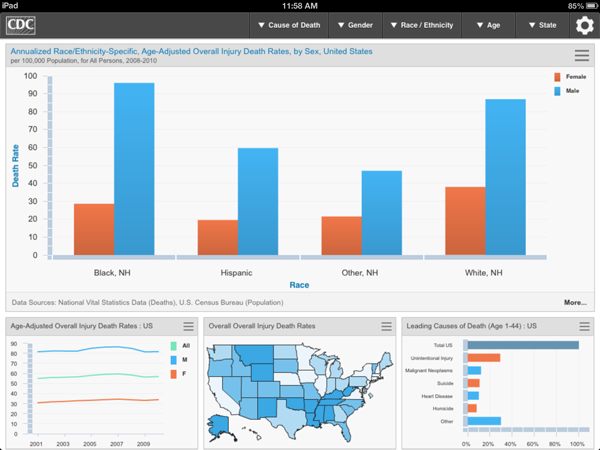 iPad
11:58 AM
85%
CDC
▼ Cause of Death
▼ Gender
▼ Race / Ethnicity
▼ Age
▼ State
Annualized Race/Ethnicity-Specific, Age-Adjusted Overall Injury Death Rates, by Sex, United States
per 100,000 Population, for All Persons, 2008-2010
Female
Male
Death Rate
100
90
80
70
60
50
40
30
20
10
0
Black, NH
Hispanic
Other, NH
White, NH
Race
Data Sources: National Vital Statistics Data (Deaths), U.S. Census Bureau (Population)
More...
Age-Adjusted Overall Injury Death Rates : US
90
80
70
60
50
40
30
20
10
0
2001
2003
2005
2007
2009
All
M
F
Overall Overall Injury Death Rates
Leading Causes of Death (Age 1-44) : US
Total US
Unintentional Injury
Malignant Neoplasms
Suicide
Heart Disease
Homicide
Other
0%
20%
40%
60%
80%
100%